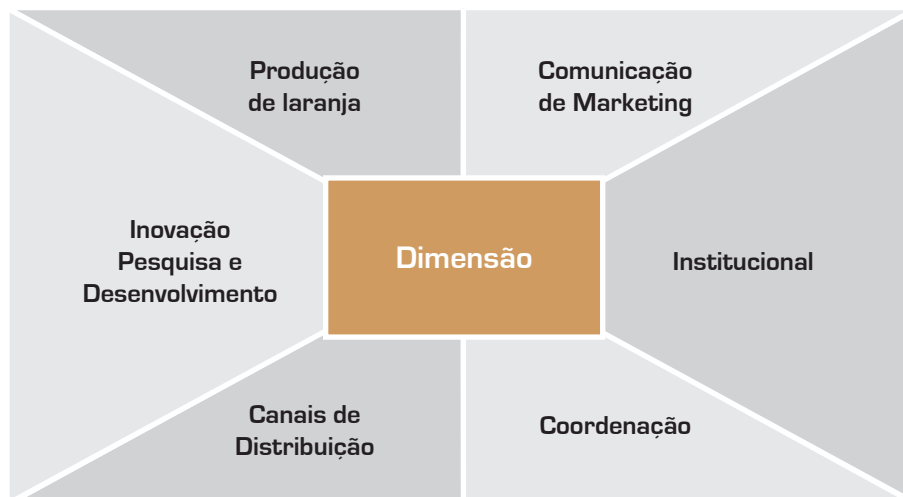 Produção
de laranja
Comunicação
de Marketing
Inovação
Pesquisa e
Desenvolvimento
Dimensão
Institucional
Canais de
Distribuição
Coordenação